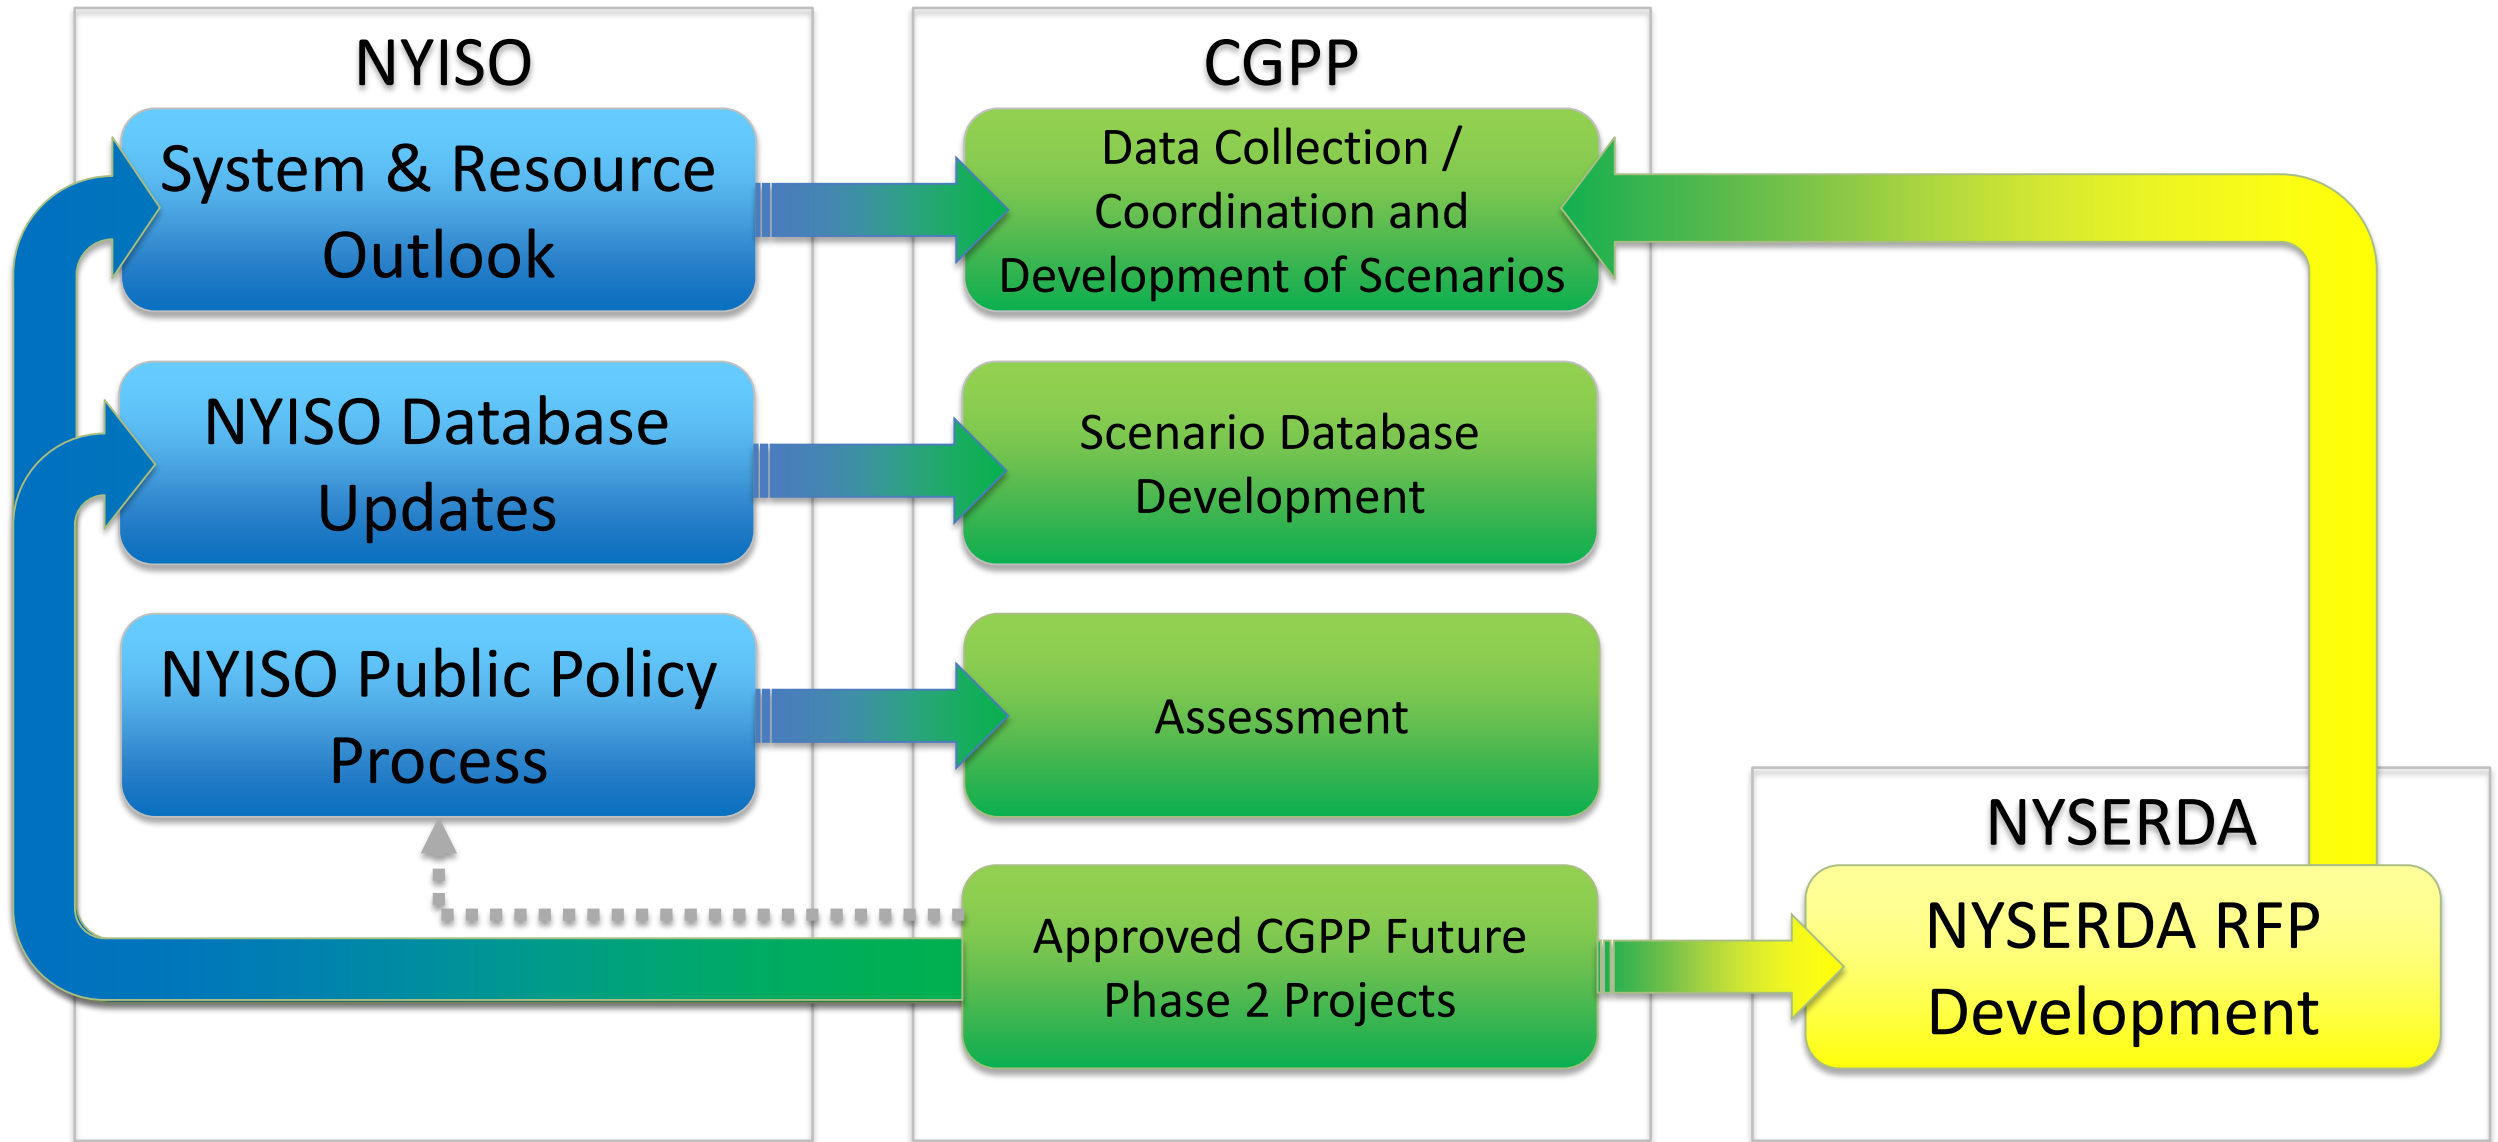 NYISO
System & Resource
Outlook
NYISO Database
Updates
NYISO Public Policy
Process
CGPP
Data Collection /
Coordination and
Development of Scenarios
Scenario Database
Development
Assessment
Approved CGPP Future
Phase 2 Projects
NYSERDA
NYSERDA RFP
Development